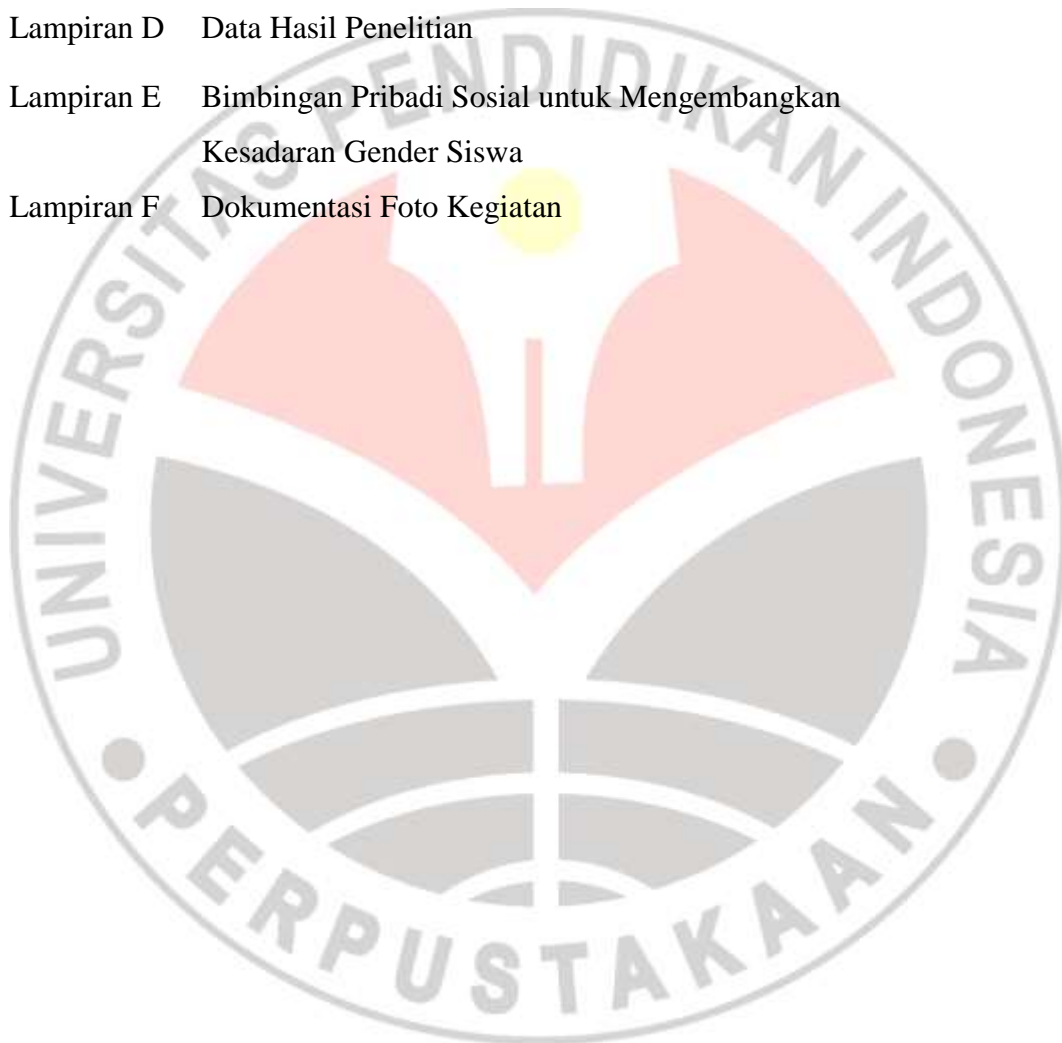 Lampiran D Data Hasil Penelitian
Lampiran E Bimbingan Pribadi Sosial untuk Mengembangkan
Kesadaran Gender Siswa
Lampiran F Dokumentasi Foto Kegiatan
UNIVERSITAS PENDIDIKAN INDONESIA
PERPUSTAKAAN